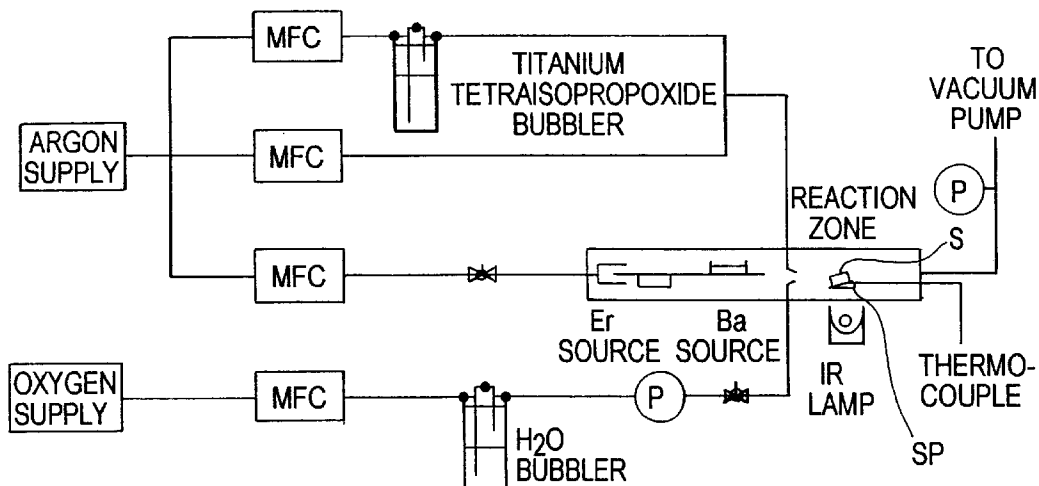 MFC
TITANIUM
TETRAISOPROPOXIDE
BUBBLER
TO
VACUUM
PUMP
ARGON
SUPPLY
MFC
P
REACTION
ZONE
S
MFC
Er
SOURCE
Ba
SOURCE
IR
LAMP
THERMO-
COUPLE
OXYGEN
SUPPLY
MFC
P
H2O
BUBBLER
SP